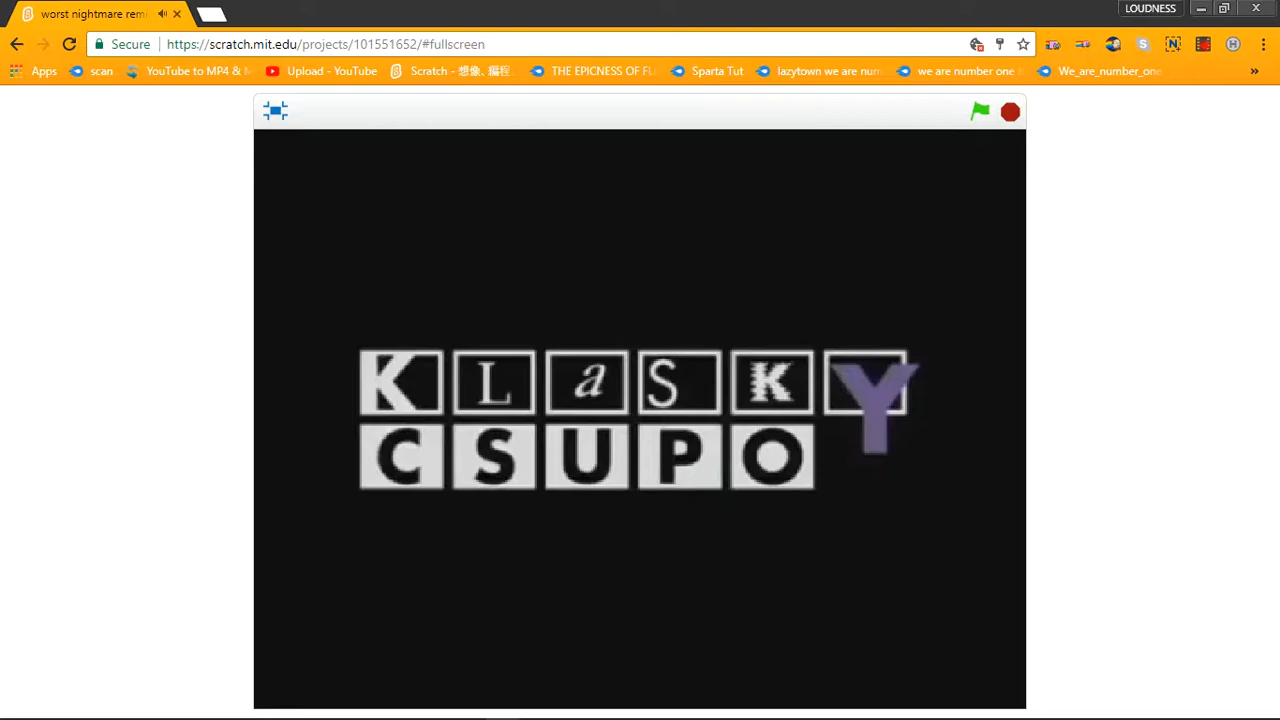 worst nightmare rem
LOUDNESS
Secure https://scratch.mit.edu/projects/101551652/#fullscreen
Apps scan YouTube to MP4 & M Upload - YouTube Scratch - 想像、編程 THE EPICNESS OF FL Sparta Tut lazytown we are num we are number one We_are_number_one »
KLasKY
CSUPO